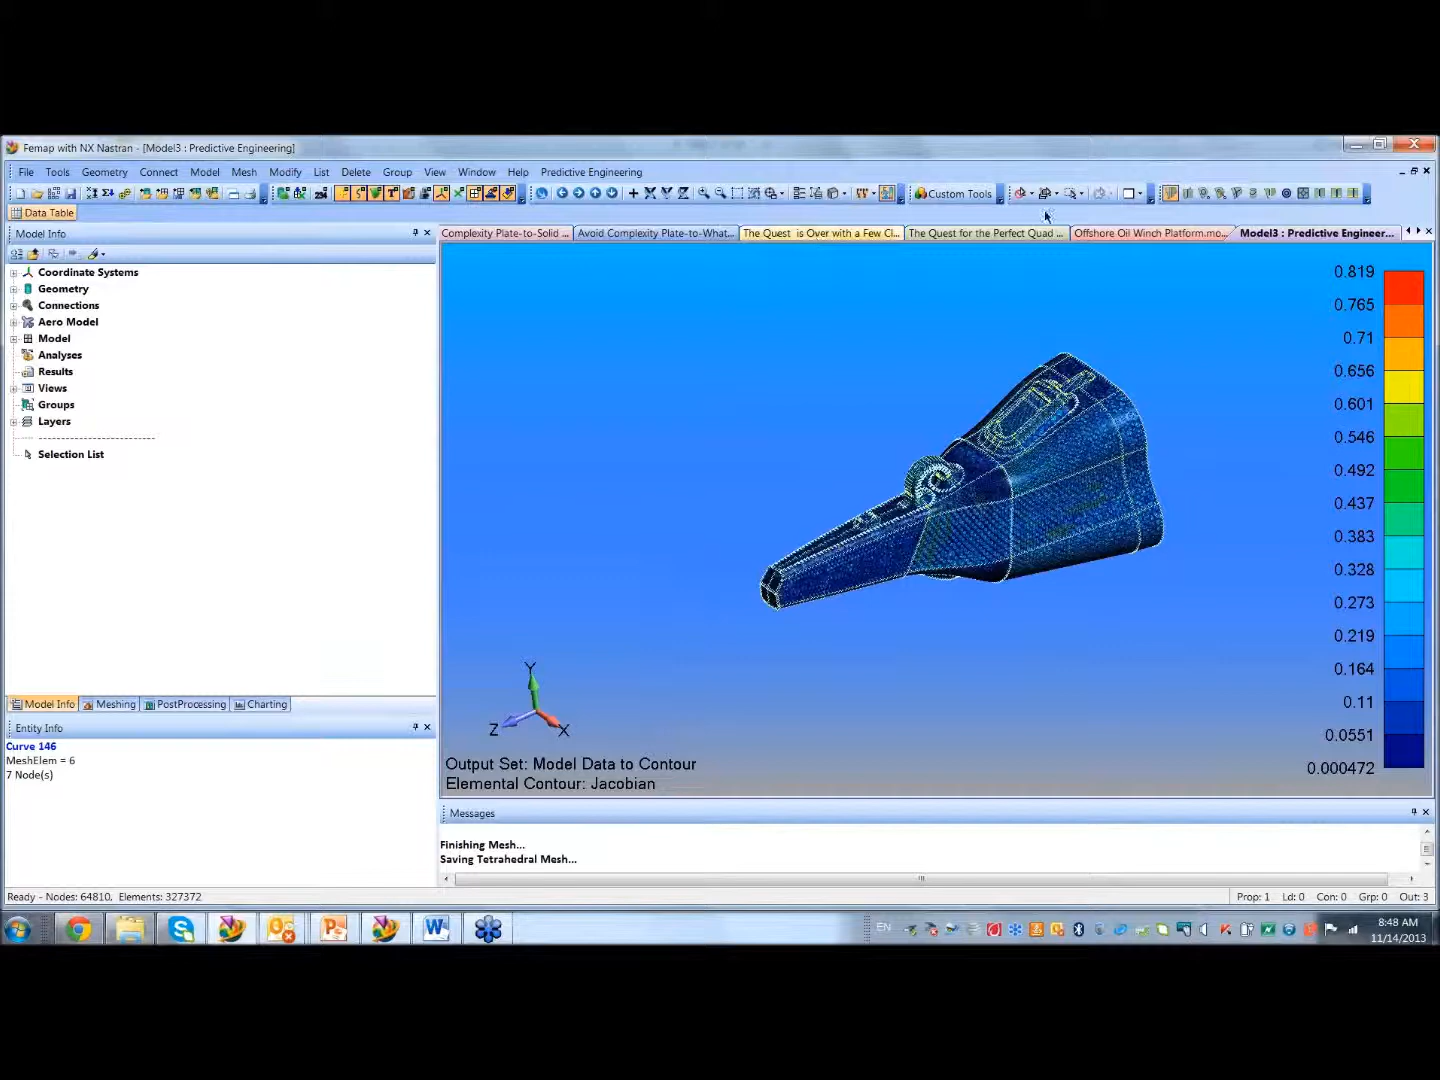 Femap with NX Nastran - [Model3 : Predictive Engineering]
File Tools Geometry Connect Model Mesh Modify List Delete Group View Window Help Predictive Engineering
Custom Tools
Data Table
Model Info
Complexity Plate-to-Solid ... Avoid Complexity Plate-to-What... The Quest is Over with a Few Cl... The Quest for the Perfect Quad ... Offshore Oil Winch Platform.mo... Model3 : Predictive Engineer...
Coordinate Systems
Geometry
Connections
Aero Model
Model
Analyses
Results
Views
Groups
Layers
Selection List
0.819
0.765
0.71
0.656
0.601
0.546
0.492
0.437
0.383
0.328
0.273
0.219
0.164
0.11
0.0551
0.000472
Y
Z
X
Output Set: Model Data to Contour
Elemental Contour: Jacobian
Model Info Meshing PostProcessing Charting
Entity Info
Curve 146
MeshElem = 6
7 Node(s)
Messages
Finishing Mesh...
Saving Tetrahedral Mesh...
Ready - Nodes: 64810, Elements: 327372
Prop: 1 Ld: 0 Con: 0 Grp: 0 Out: 3
EN
8:48 AM
11/14/2013